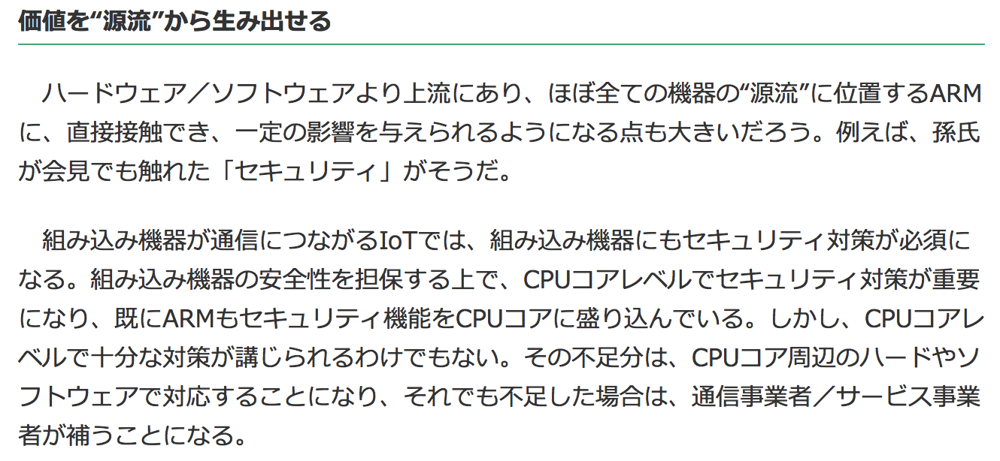 価値を“源流”から生み出せる
　ハードウェア／ソフトウェアより上流にあり、ほぼ全ての機器の“源流”に位置するARM
に、直接接触でき、一定の影響を与えられるようになる点も大きいだろう。例えば、孫氏
が会見でも触れた「セキュリティ」がそうだ。
　組み込み機器が通信につながるIoTでは、組み込み機器にもセキュリティ対策が必須に
なる。組み込み機器の安全性を担保する上で、CPUコアレベルでセキュリティ対策が重要
になり、既にARMもセキュリティ機能をCPUコアに盛り込んでいる。しかし、CPUコアレ
ベルで十分な対策が講じられるわけでもない。その不足分は、CPUコア周辺のハードやソ
フトウェアで対応することになり、それでも不足した場合は、通信事業者／サービス事業
者が補うことになる。